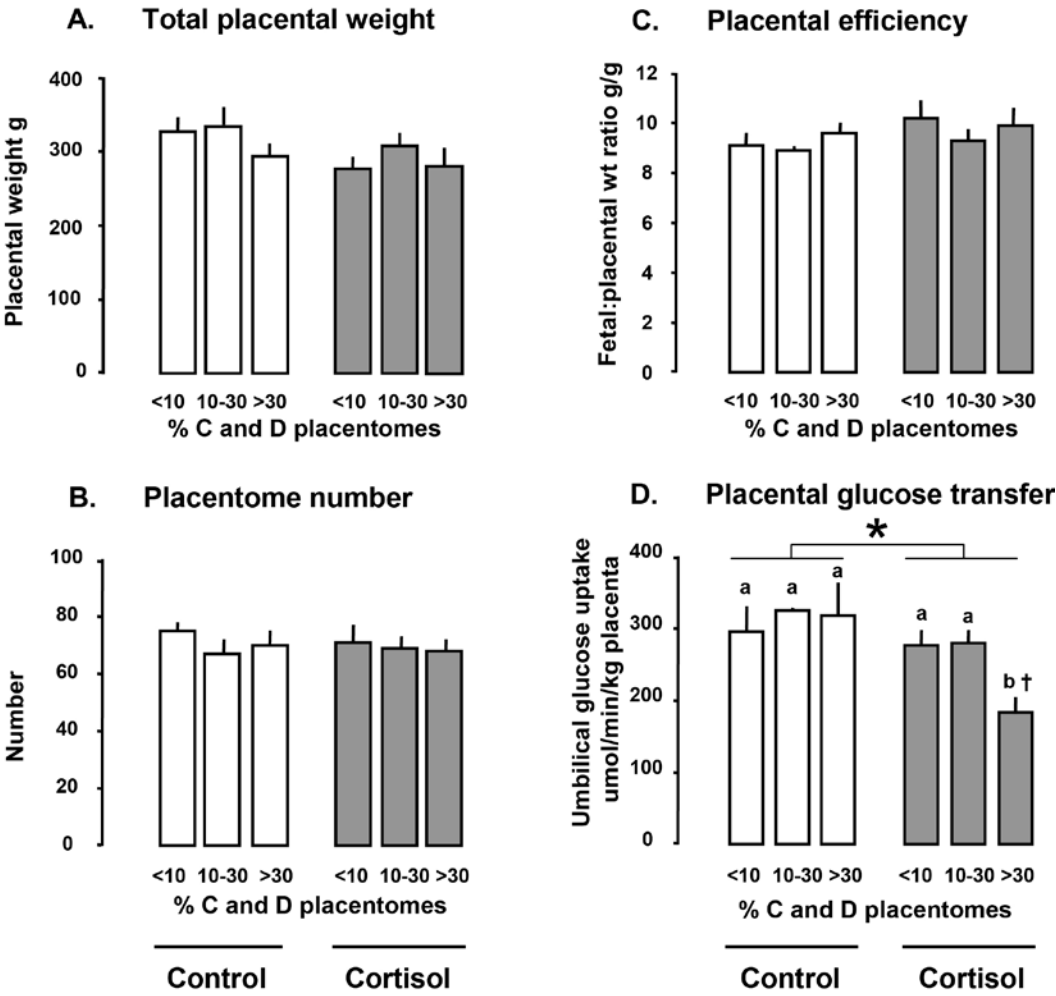 A. Total placental weight
Placental weight g
400
300
200
100
0
<10 10-30 >30 <10 10-30 >30
% C and D placentomes
C. Placental efficiency
Fetal:placental wt ratio g/g
12
10
8
6
4
2
0
<10 10-30 >30 <10 10-30 >30
% C and D placentomes
B. Placentome number
Number
100
80
60
40
20
0
<10 10-30 >30 <10 10-30 >30
% C and D placentomes
Control Cortisol
D. Placental glucose transfer
Umbilical glucose uptake
umol/min/kg placenta
400
300
200
100
0
*
a a a a a b †
<10 10-30 >30 <10 10-30 >30
% C and D placentomes
Control Cortisol